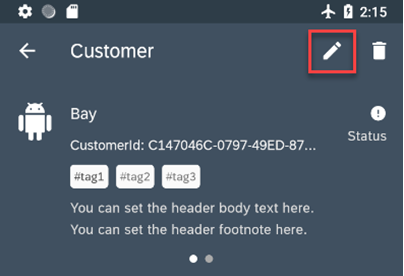 2:15
Customer
Bay
CustomerId: C147046C-0797-49ED-87...
Status
#tag1 #tag2 #tag3
You can set the header body text here.
You can set the header footnote here.